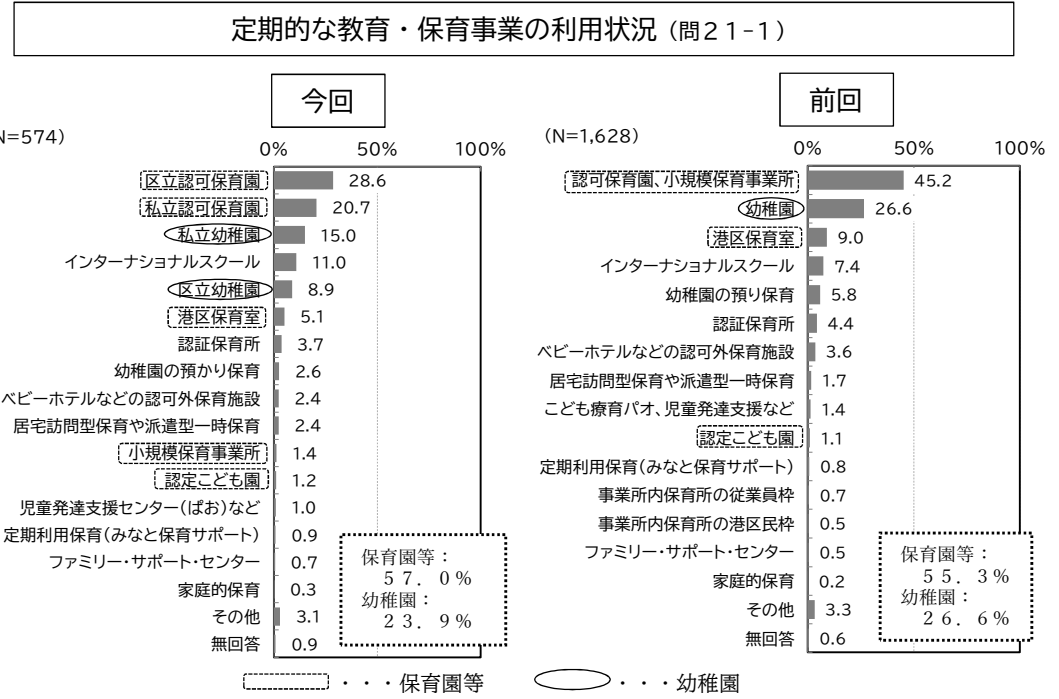 定期的な教育・保育事業の利用状況（問２１-１）
今回
N=574)
0% 50% 100%
区立認可保育園 28.6
私立認可保育園 20.7
私立幼稚園 15.0
インターナショナルスクール 11.0
区立幼稚園 8.9
港区保育室 5.1
認証保育所 3.7
幼稚園の預かり保育 2.6
ベビーホテルなどの認可外保育施設 2.4
居宅訪問型保育や派遣型一時保育 2.4
小規模保育事業所 1.4
認定こども園 1.2
児童発達支援センター(ぱお)など 1.0
定期利用保育(みなと保育サポート) 0.9
ファミリー・サポート・センター 0.7
家庭的保育 0.3
その他 3.1
無回答 0.9
保育園等：
５７．０％
幼稚園：
２３．９％
前回
(N=1,628)
0% 50% 100%
認可保育園、小規模保育事業所 45.2
幼稚園 26.6
港区保育室 9.0
インターナショナルスクール 7.4
幼稚園の預り保育 5.8
認証保育所 4.4
ベビーホテルなどの認可外保育施設 3.6
居宅訪問型保育や派遣型一時保育 1.7
こども療育パオ、児童発達支援など 1.4
認定こども園 1.1
定期利用保育(みなと保育サポート) 0.8
事業所内保育所の従業員枠 0.7
事業所内保育所の港区民枠 0.5
ファミリー・サポート・センター 0.5
家庭的保育 0.2
その他 3.3
無回答 0.6
保育園等：
５５．３％
幼稚園：
２６．６％
・・・保育園等 ・・・幼稚園